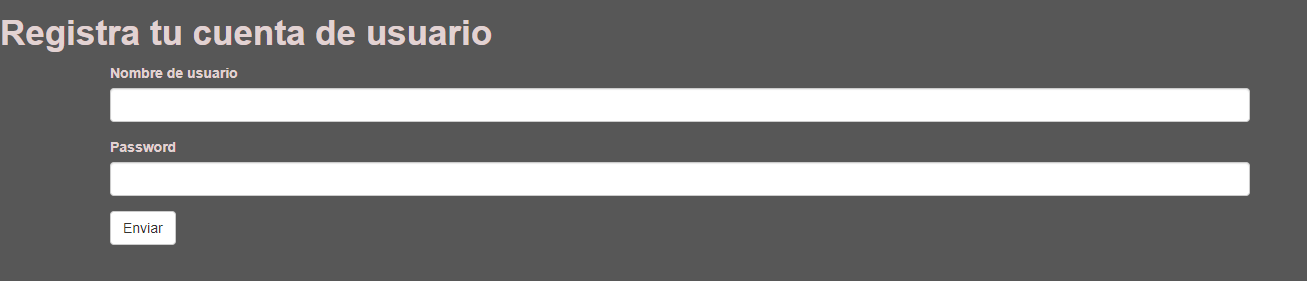 Registra tu cuenta de usuario
Nombre de usuario
Password
Enviar